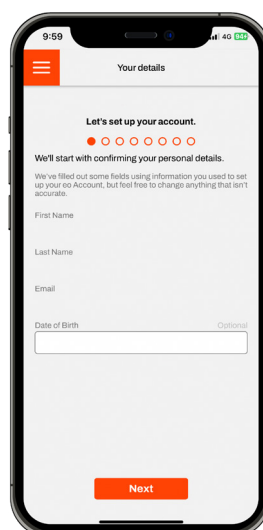 9:59
4G 94+
Your details
Let's set up your account.
We'll start with confirming your personal details.
We've filled out some fields using information you used to set
up your eo Account, but feel free to change anything that isn't
accurate.
First Name
Last Name
Email
Date of Birth Optional
Next